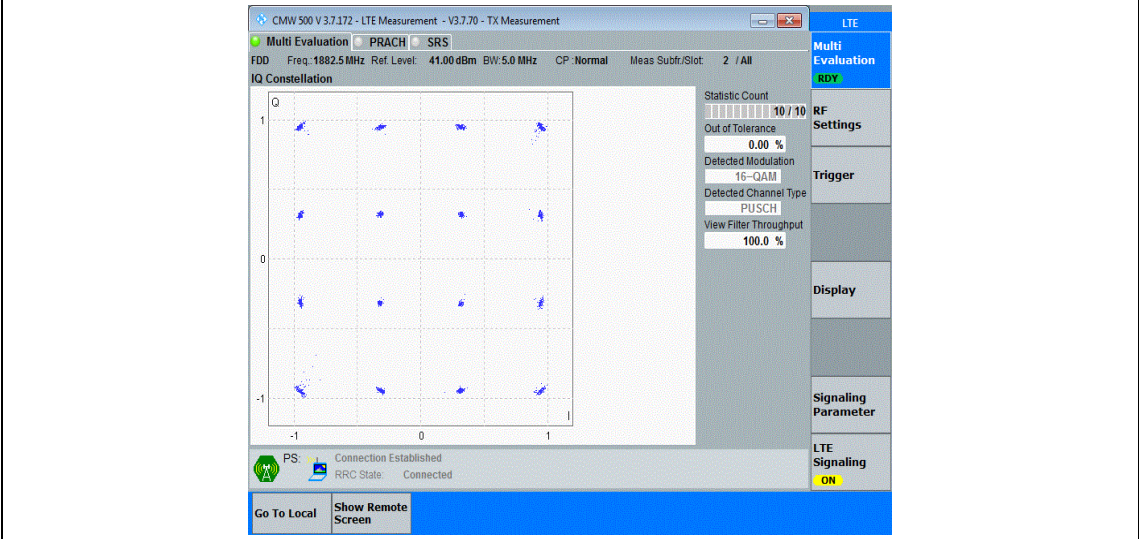 CMW 500 V 3.7.172 - LTE Measurement - V3.7.70 - TX Measurement
LTE
Multi Evaluation PRACH SRS
Multi
Evaluation
RDY
FDD Freq.:1882.5 MHz Ref. Level: 41.00 dBm BW:5.0 MHz CP :Normal Meas Subfr./Slot: 2 / All
IQ Constellation
Q
1
0
-1
-1 0 1
I
Statistic Count
10 / 10
Out of Tolerance
0.00 %
Detected Modulation
16-QAM
Detected Channel Type
PUSCH
View Filter Throughput
100.0 %
RF
Settings
Trigger
Display
Signaling
Parameter
LTE
Signaling
ON
PS: Connection Established
RRC State: Connected
Go To Local
Show Remote
Screen